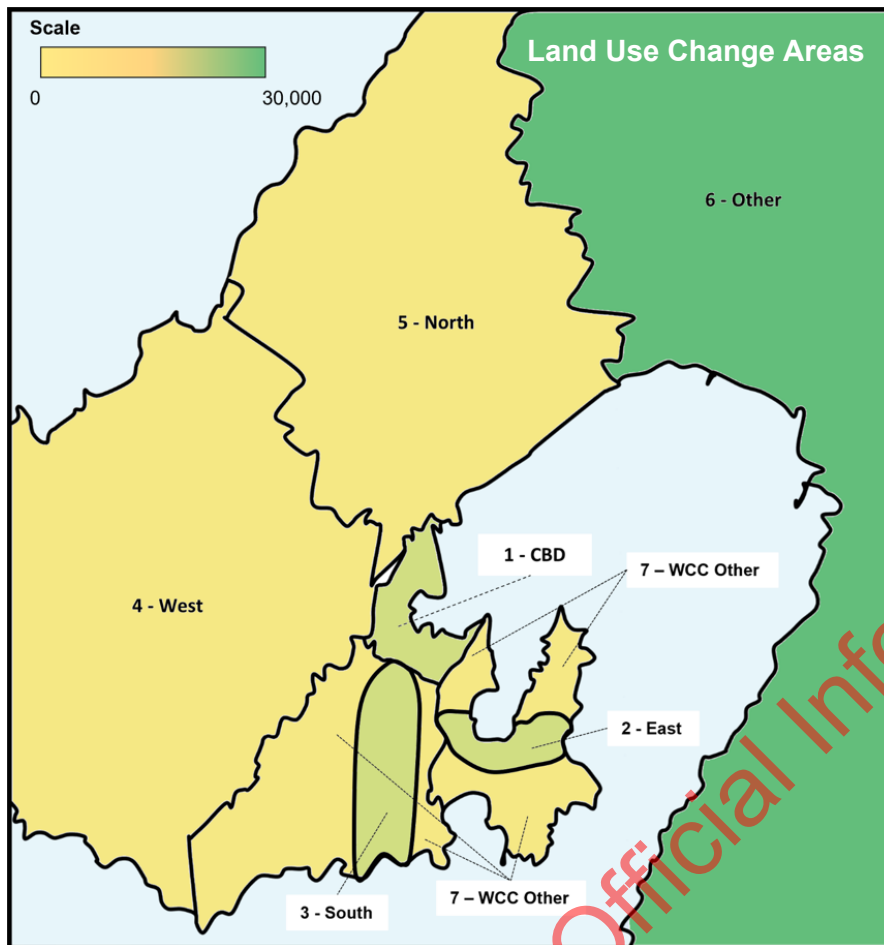 Scale
0 30,000
Land Use Change Areas
6 - Other
5 - North
1 - CBD
7 – WCC Other
4 - West
2 - East
7 – WCC Other
3 - South
Official